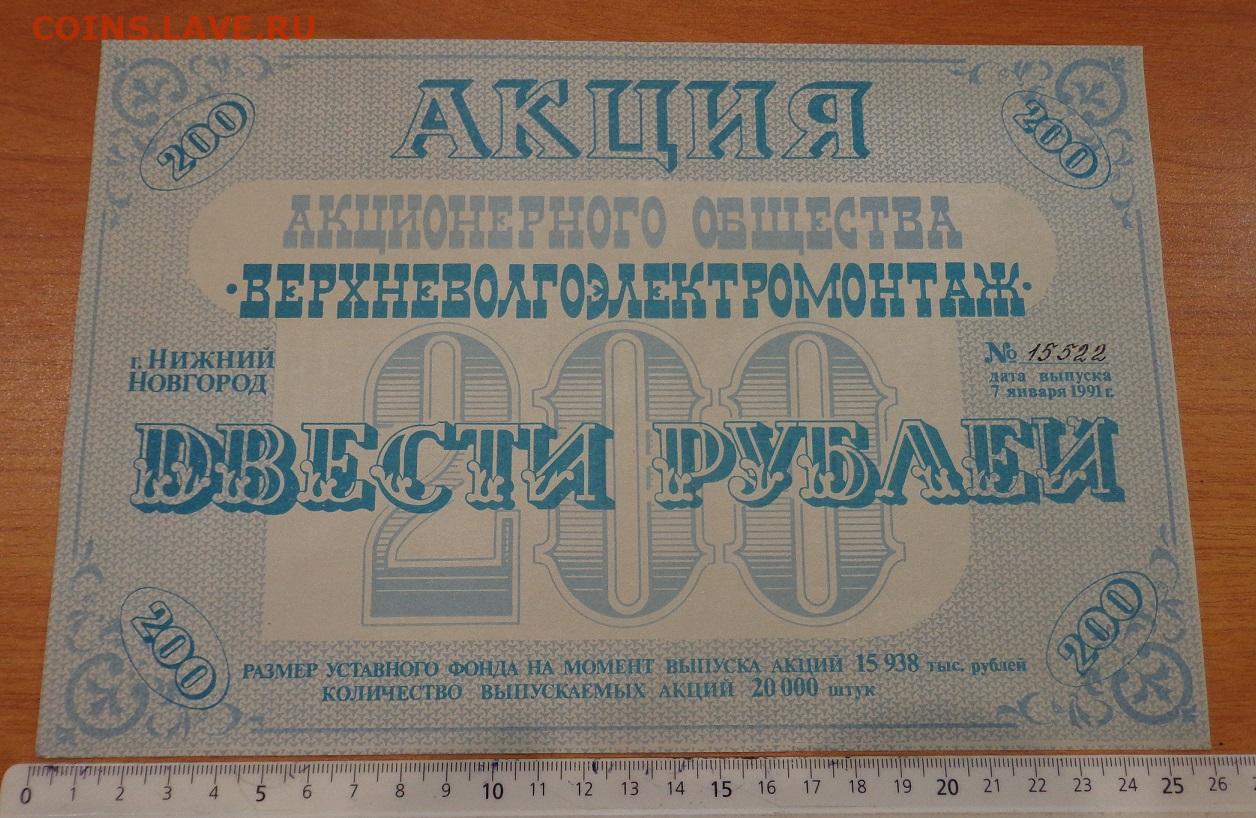 COINS.LAVE.RU
200
200
АКЦИЯ
АКЦИОНЕРНОГО ОБЩЕСТВА
·ВЕРХНЕВОЛГОЭЛЕКТРОМОНТАЖ·
г. НИЖНИЙ
НОВГОРОД
№ 15522
дата выпуска
7 января 1991 г.
200
ДВЕСТИ РУБЛЕЙ
200
200
РАЗМЕР УСТАВНОГО ФОНДА НА МОМЕНТ ВЫПУСКА АКЦИЙ 15 938 тыс. рублей
КОЛИЧЕСТВО ВЫПУСКАЕМЫХ АКЦИЙ 20 000 штук
0 1 2 3 4 5 6 7 8 9 10 11 12 13 14 15 16 17 18 19 20 21 22 23 24 25 26